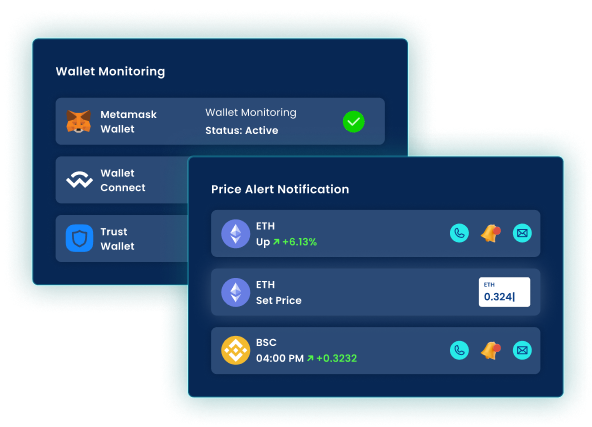 Wallet Monitoring
Metamask
Wallet
Wallet Monitoring
Status: Active
Wallet
Connect
Trust
Wallet
Price Alert Notification
ETH
Up +6.13%
ETH
Set Price
ETH
0.324
BSC
04:00 PM +0.3232